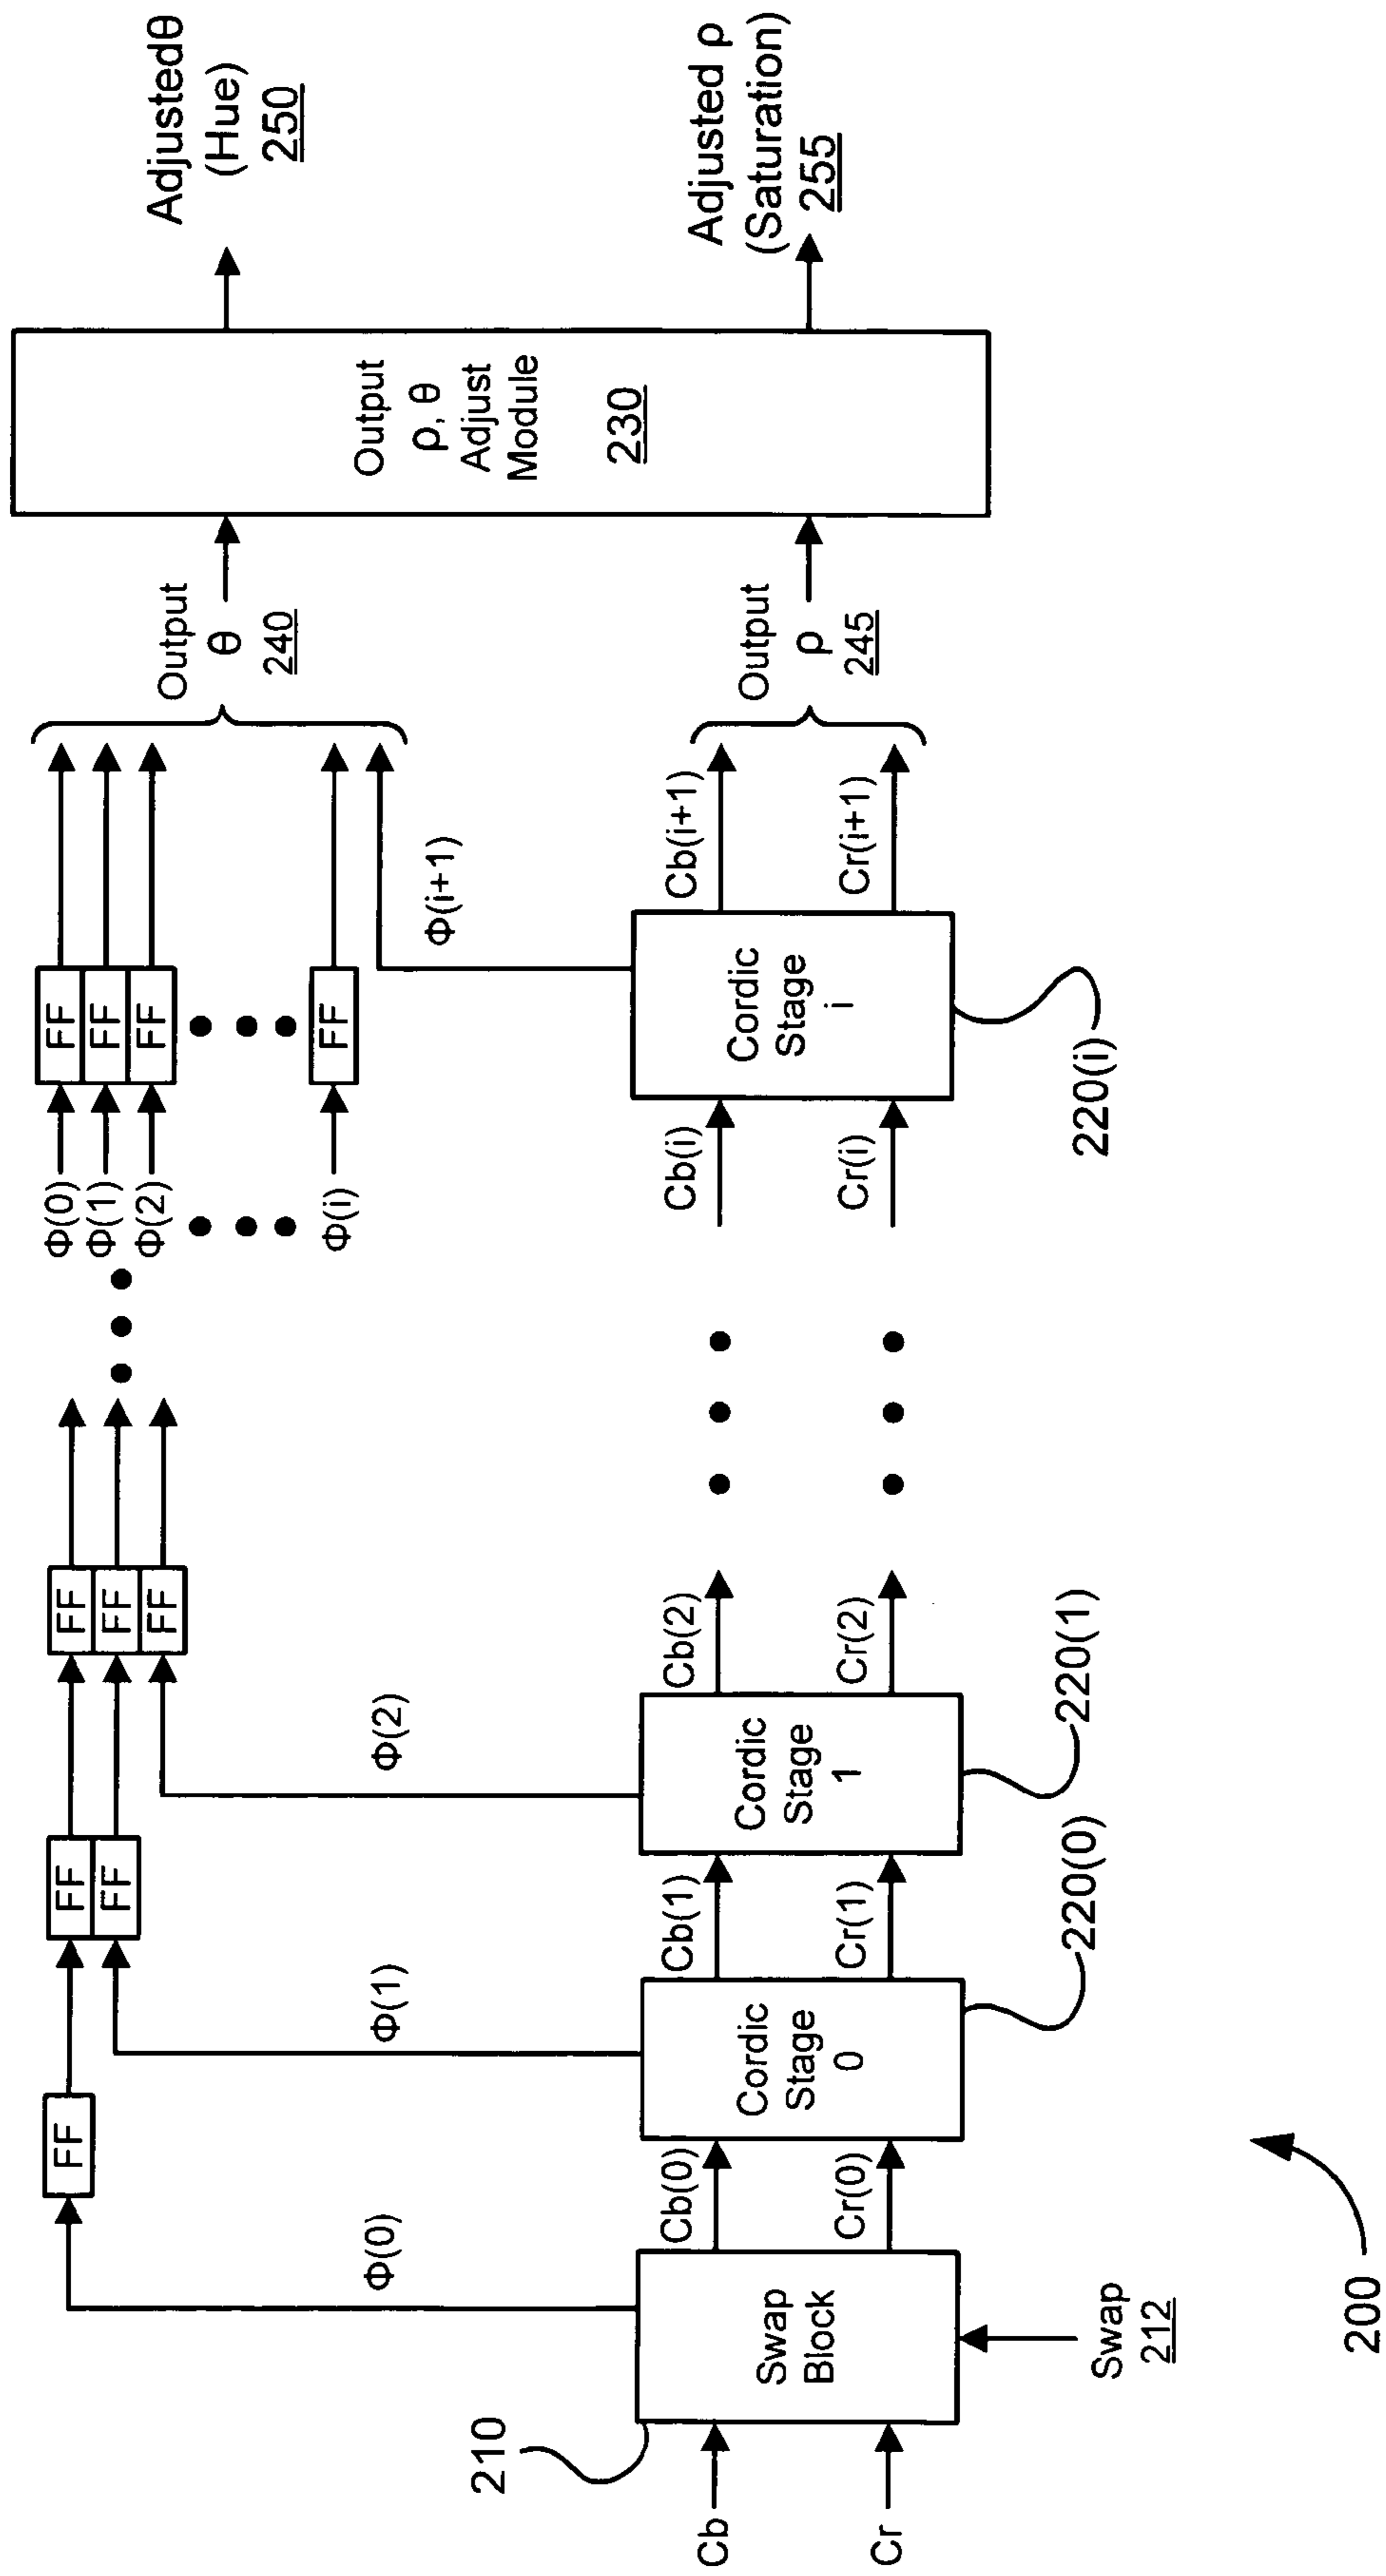 Φ(0)
Φ(1)
Φ(2)
Φ(i)
FF
FF
FF
FF
FF
FF
FF
FF
FF
FF
Φ(0)
Φ(1)
Φ(2)
Φ(i+1)
Output
θ
240
Output
ρ, θ
Adjust
Module
230
Adjusted θ
(Hue)
250
210
Cb
Cr
Swap
Block
Swap
212
Cb(0)
Cr(0)
Cordic
Stage
0
220(0)
Cb(1)
Cr(1)
Cordic
Stage
1
220(1)
Cb(2)
Cr(2)
Cb(i)
Cr(i)
Cordic
Stage
i
220(i)
Cb(i+1)
Cr(i+1)
Output
ρ
245
Adjusted ρ
(Saturation)
255
200